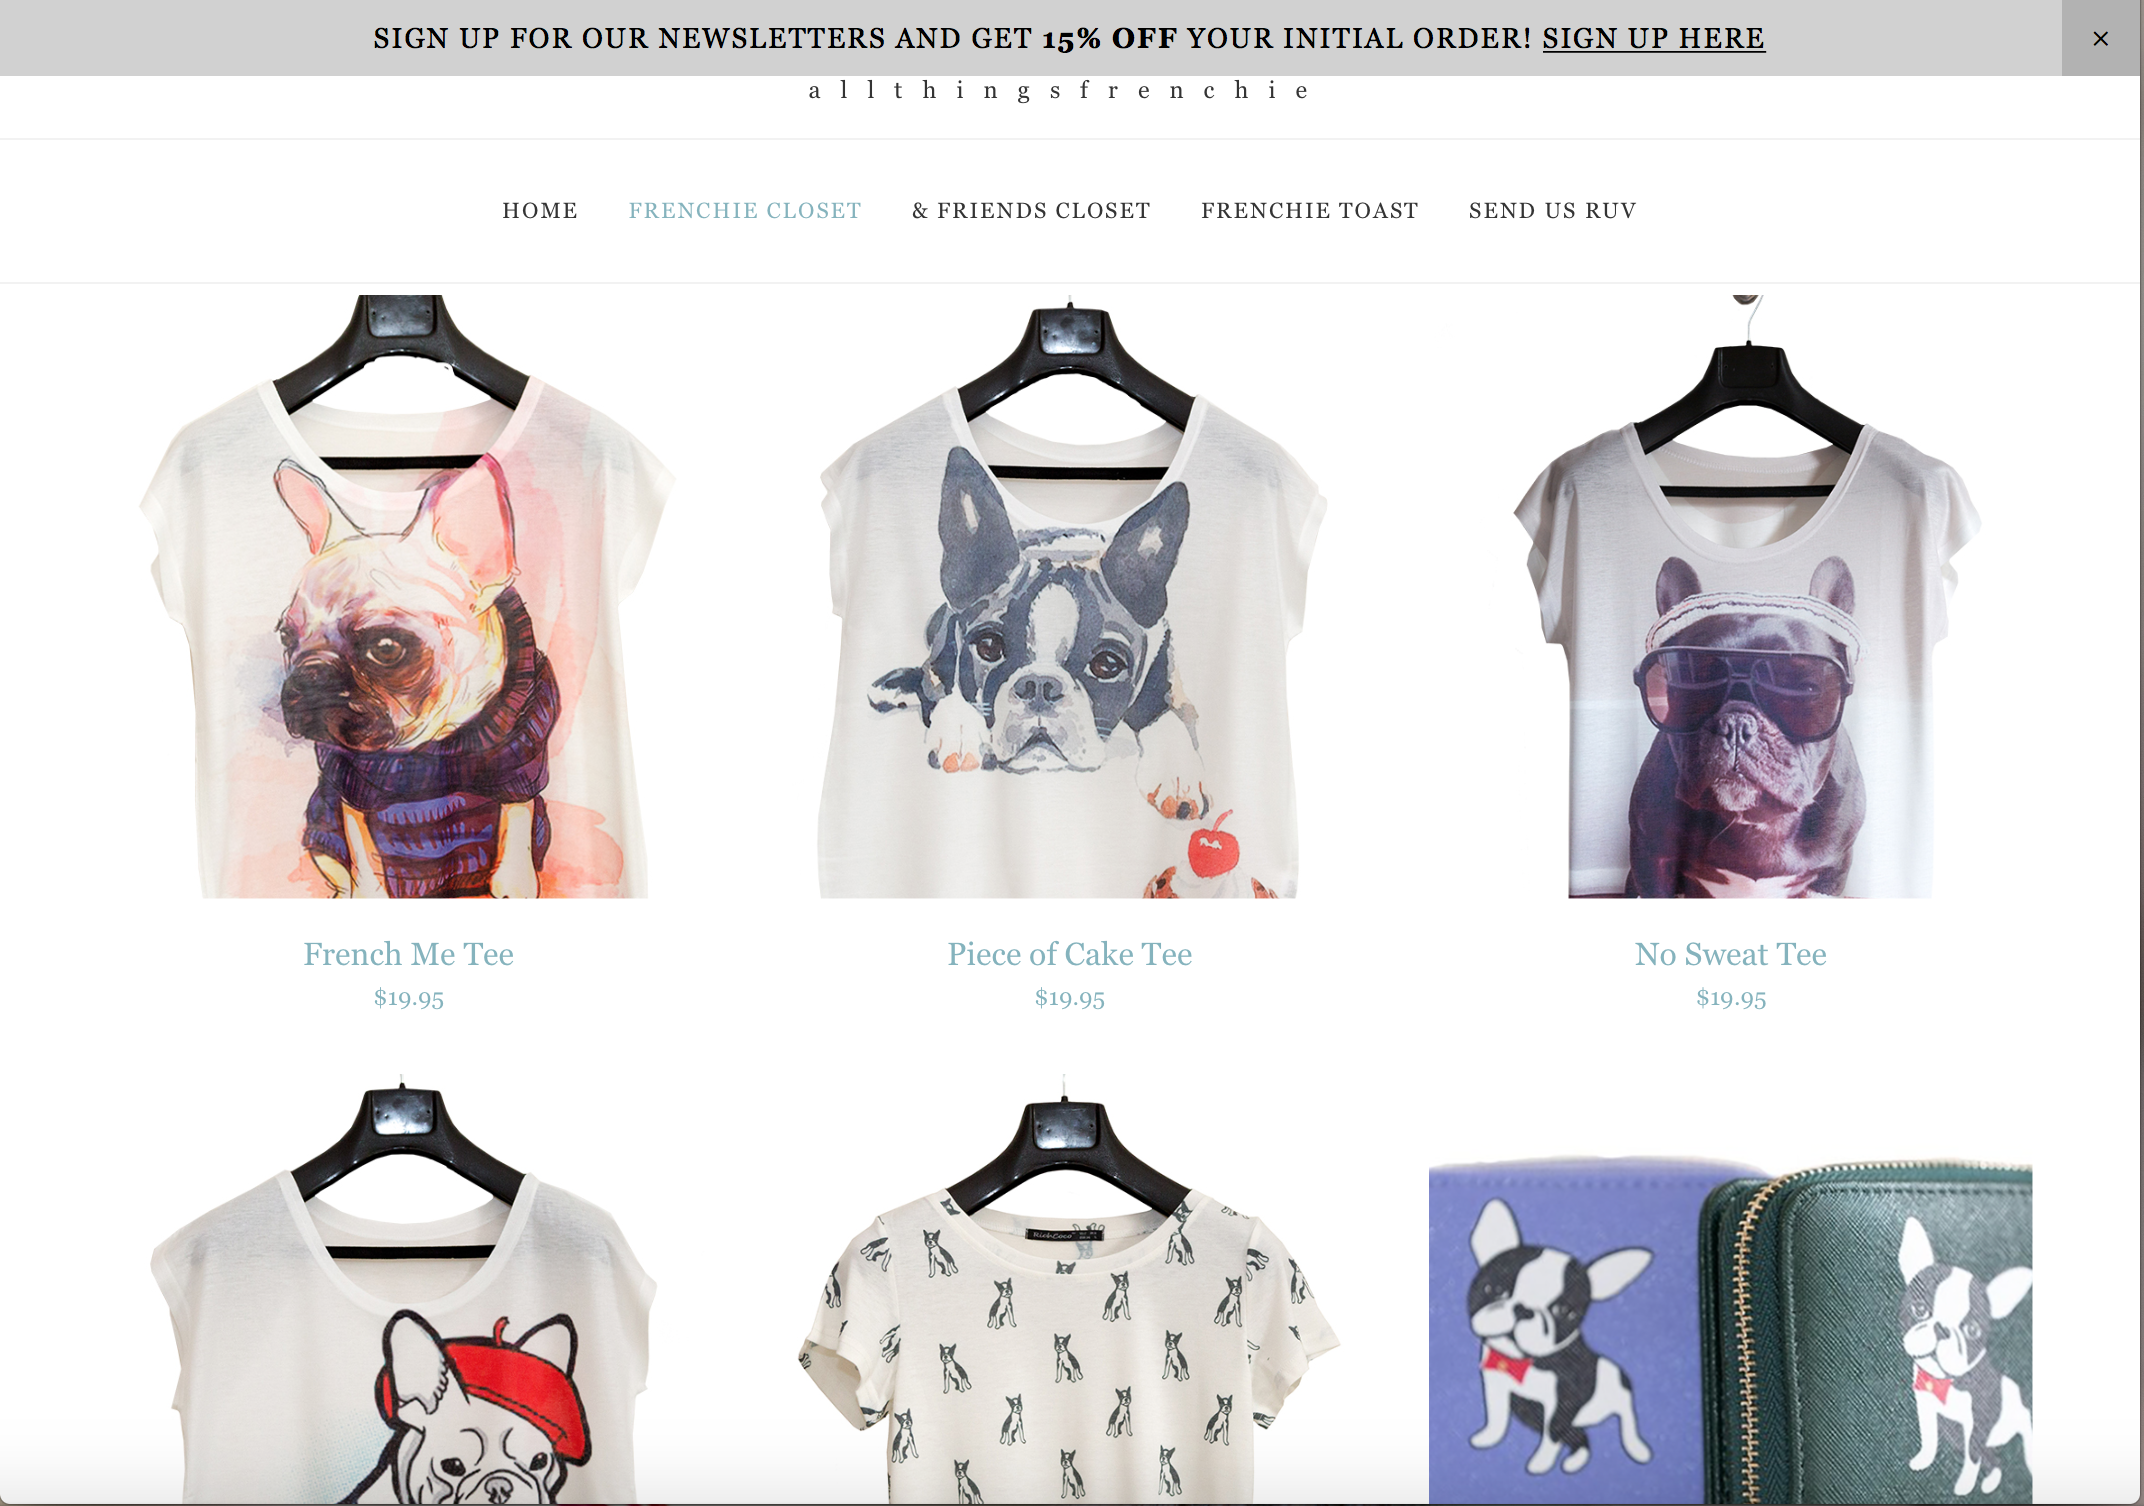 SIGN UP FOR OUR NEWSLETTERS AND GET 15% OFF YOUR INITIAL ORDER! SIGN UP HERE ×
allthingsfrenchie
HOME FRENCHIE CLOSET & FRIENDS CLOSET FRENCHIE TOAST SEND US RUV
French Me Tee
$19.95
Piece of Cake Tee
$19.95
No Sweat Tee
$19.95
RichCoco